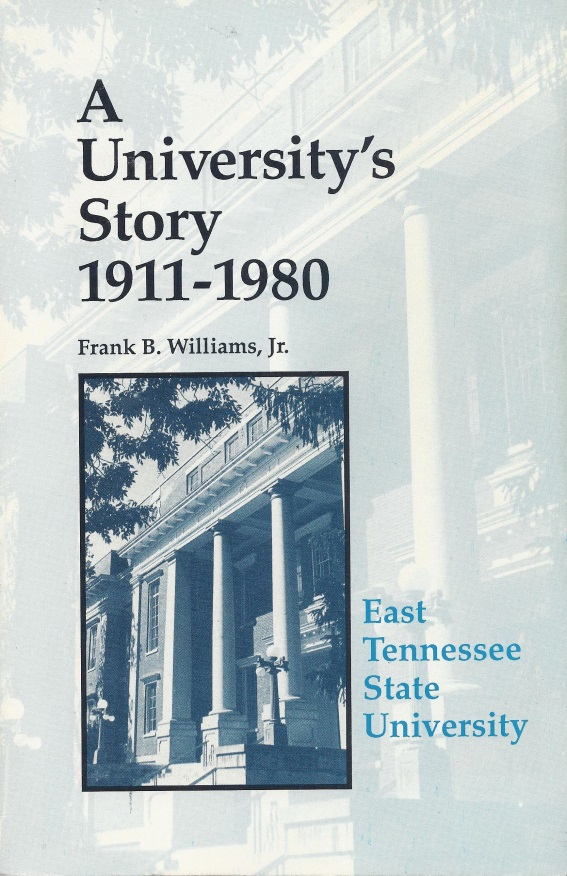 A
University's
Story
1911-1980
Frank B. Williams, Jr.
East
Tennessee
State
University